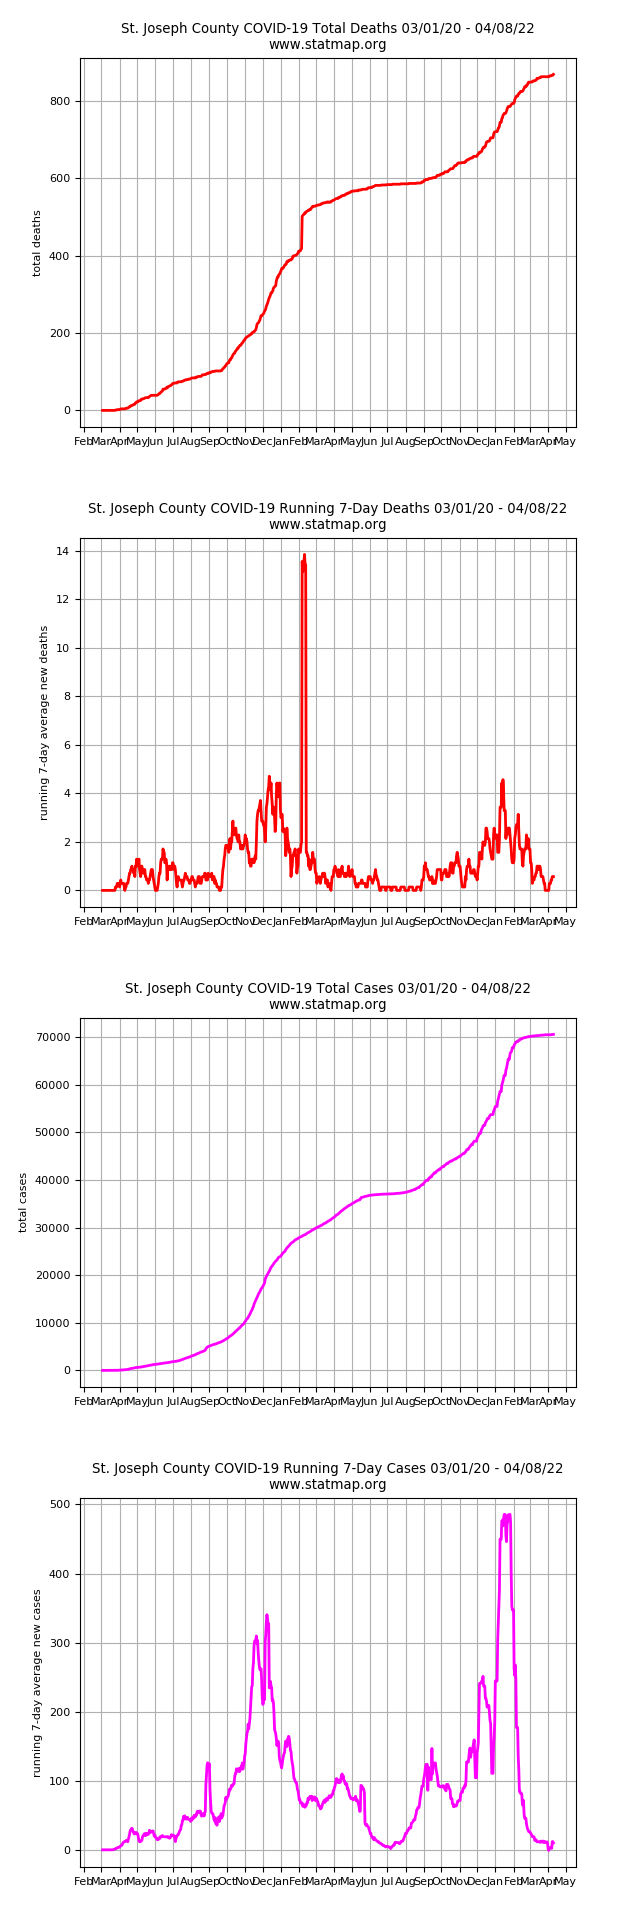 St. Joseph County COVID-19 Total Deaths 03/01/20 - 04/08/22
www.statmap.org
800
600
400
200
0
total deaths
Feb Mar Apr May Jun Jul Aug Sep Oct Nov Dec Jan Feb Mar Apr May Jun Jul Aug Sep Oct Nov Dec Jan Feb Mar Apr May
St. Joseph County COVID-19 Running 7-Day Deaths 03/01/20 - 04/08/22
www.statmap.org
14
12
10
8
6
4
2
0
running 7-day average new deaths
Feb Mar Apr May Jun Jul Aug Sep Oct Nov Dec Jan Feb Mar Apr May Jun Jul Aug Sep Oct Nov Dec Jan Feb Mar Apr May
St. Joseph County COVID-19 Total Cases 03/01/20 - 04/08/22
www.statmap.org
70000
60000
50000
40000
30000
20000
10000
0
total cases
Feb Mar Apr May Jun Jul Aug Sep Oct Nov Dec Jan Feb Mar Apr May Jun Jul Aug Sep Oct Nov Dec Jan Feb Mar Apr May
St. Joseph County COVID-19 Running 7-Day Cases 03/01/20 - 04/08/22
www.statmap.org
500
400
300
200
100
0
running 7-day average new cases
Feb Mar Apr May Jun Jul Aug Sep Oct Nov Dec Jan Feb Mar Apr May Jun Jul Aug Sep Oct Nov Dec Jan Feb Mar Apr May